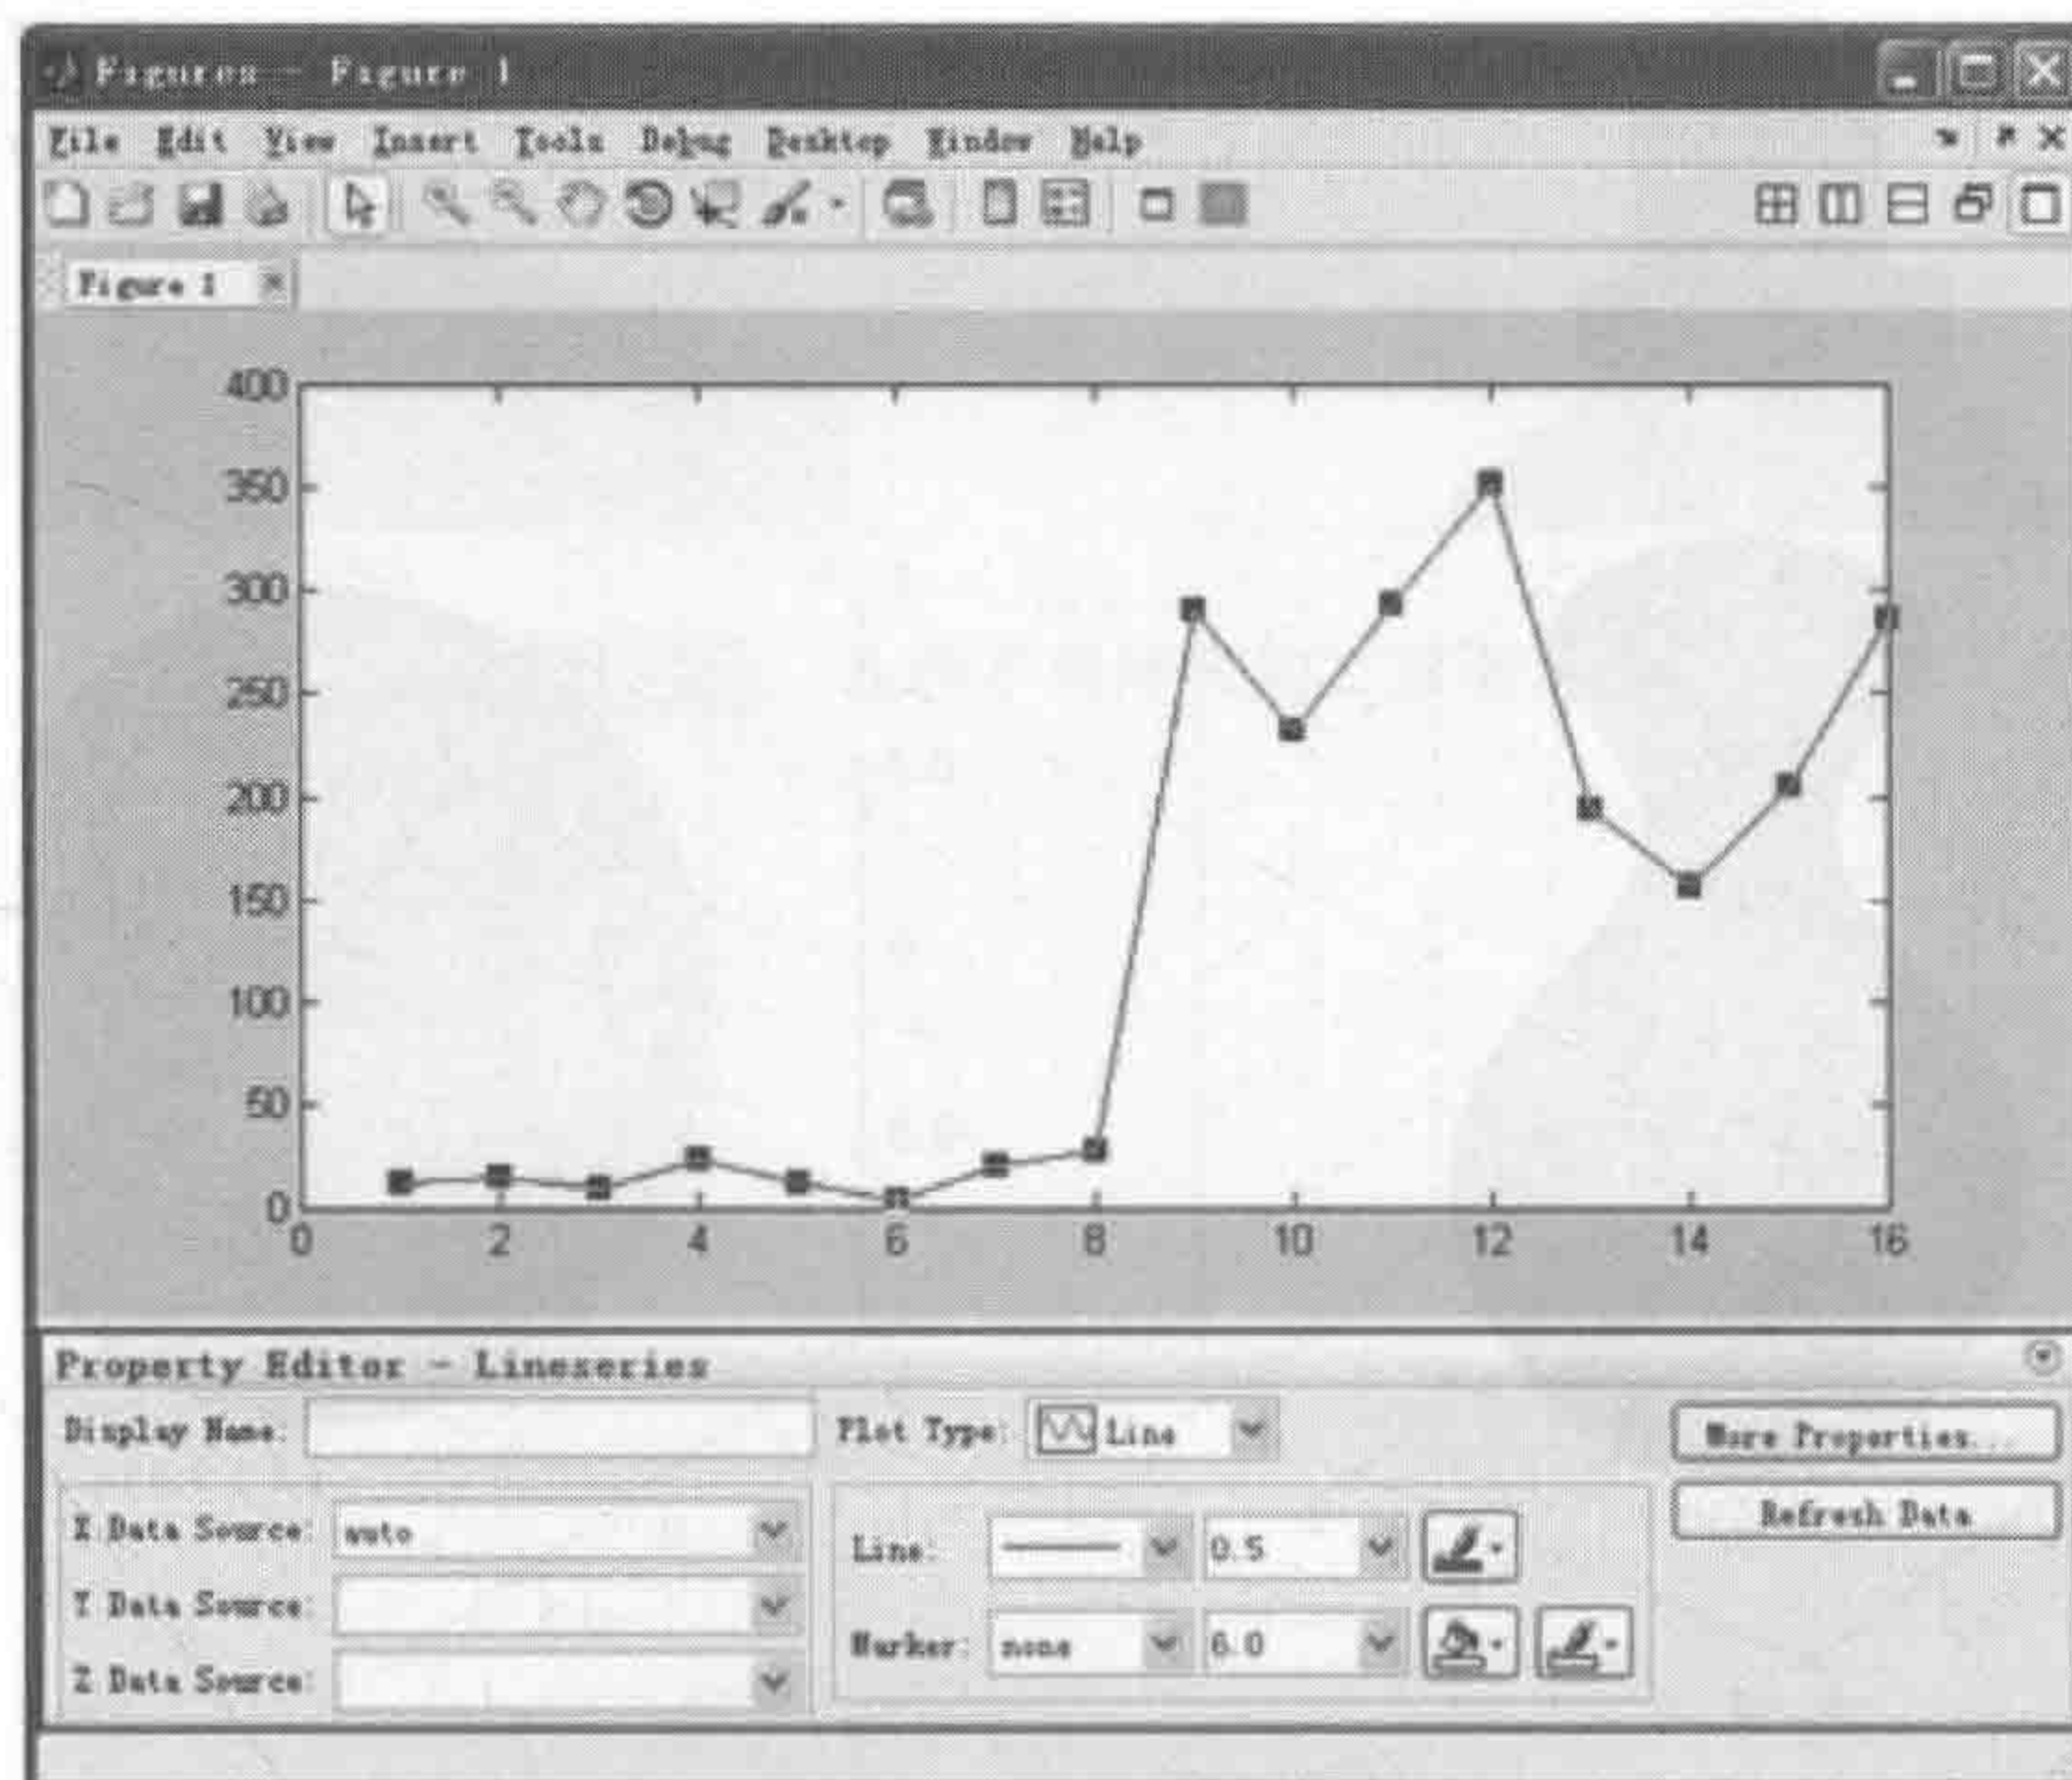 Figures - Figure 1
File Edit View Insert Tools Debug Desktop Window Help
Figure 1
400
350
300
250
200
150
100
50
0
0 2 4 6 8 10 12 14 16
Property Editor - Lineseries
Display Name:
Plot Type: Line
More Properties...
X Data Source: auto
Line: 0.5
Refresh Data
Y Data Source:
Marker: none 6.0
Z Data Source: